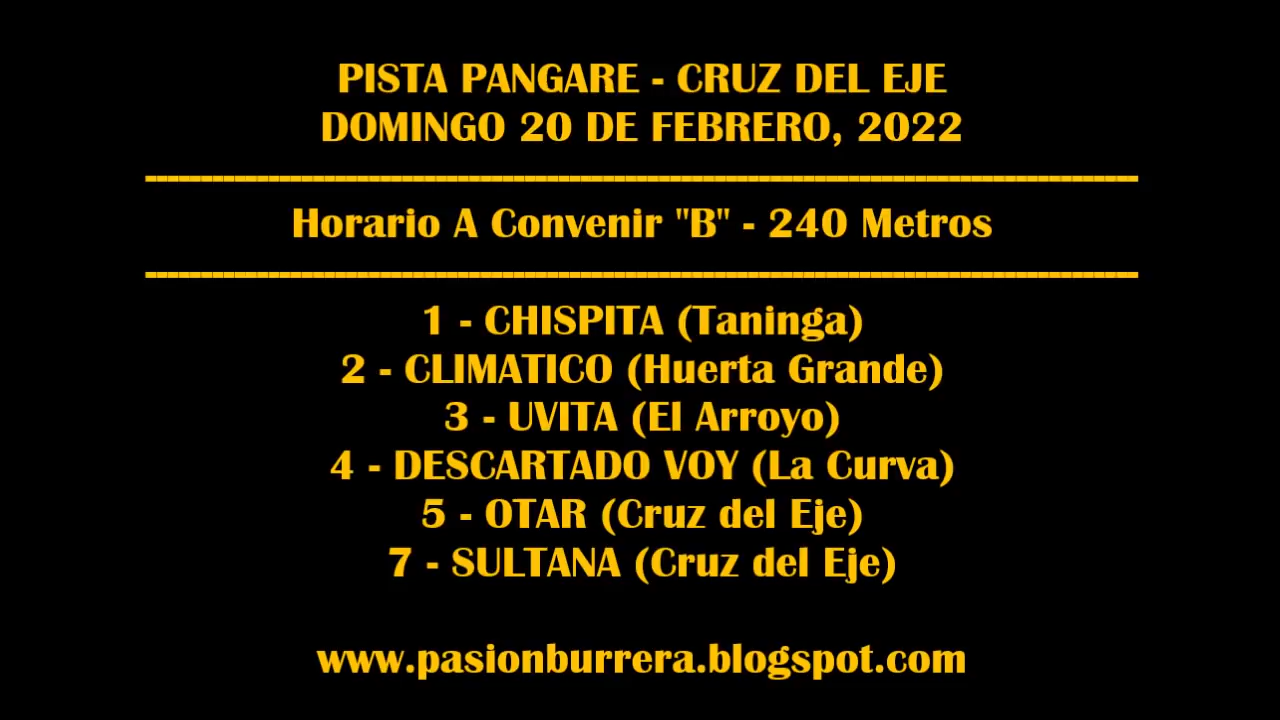 PISTA PANGARE - CRUZ DEL EJE
DOMINGO 20 DE FEBRERO, 2022
Horario A Convenir "B" - 240 Metros
1 - CHISPITA (Taninga)
2 - CLIMATICO (Huerta Grande)
3 - UVITA (El Arroyo)
4 - DESCARTADO VOY (La Curva)
5 - OTAR (Cruz del Eje)
7 - SULTANA (Cruz del Eje)
www.pasionburrera.blogspot.com